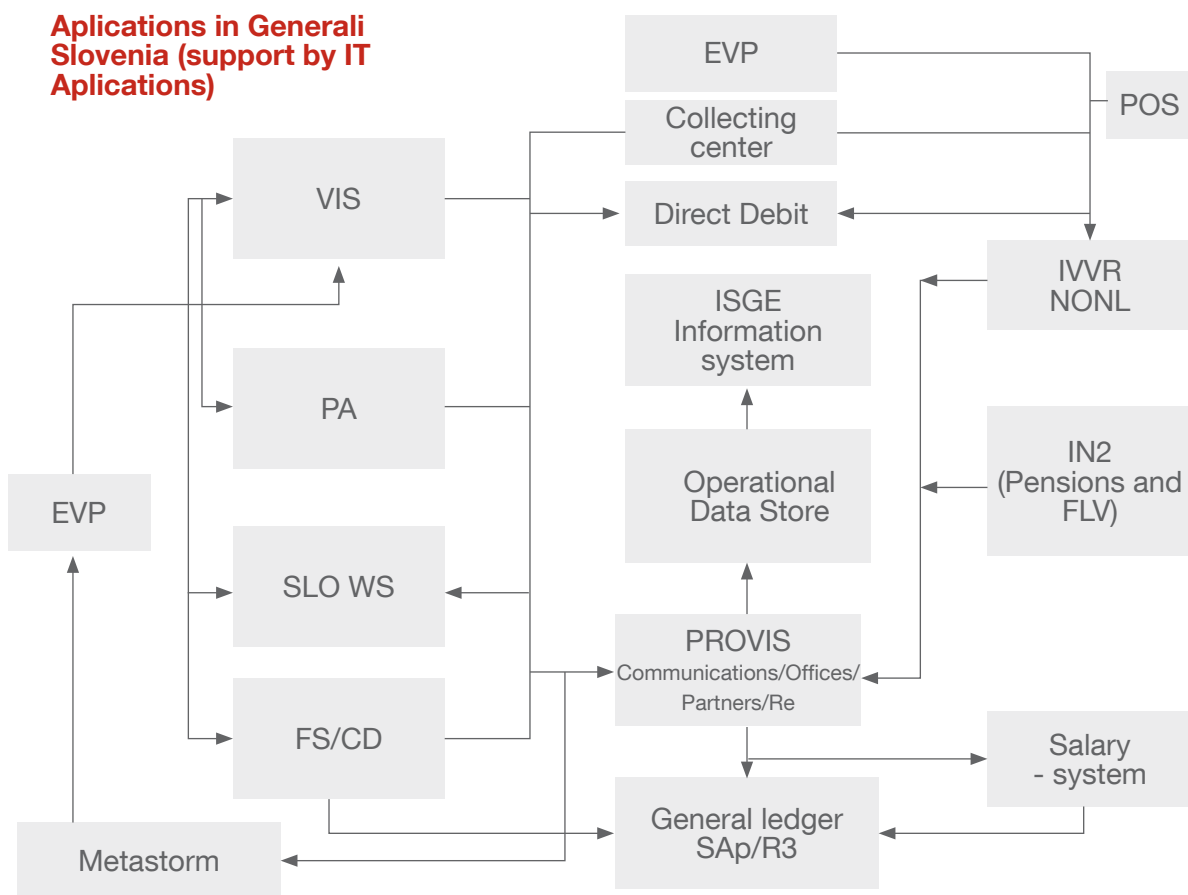 Aplications in Generali
Slovenia (support by IT
Aplications)
EVP
POS
Collecting
center
VIS
Direct Debit
IVVR
NONL
ISGE
Information
system
PA
IN2
(Pensions and
FLV)
Operational
Data Store
EVP
SLO WS
PROVIS
Communications/Offices/
Partners/Re
FS/CD
Salary
- system
General ledger
SAp/R3
Metastorm